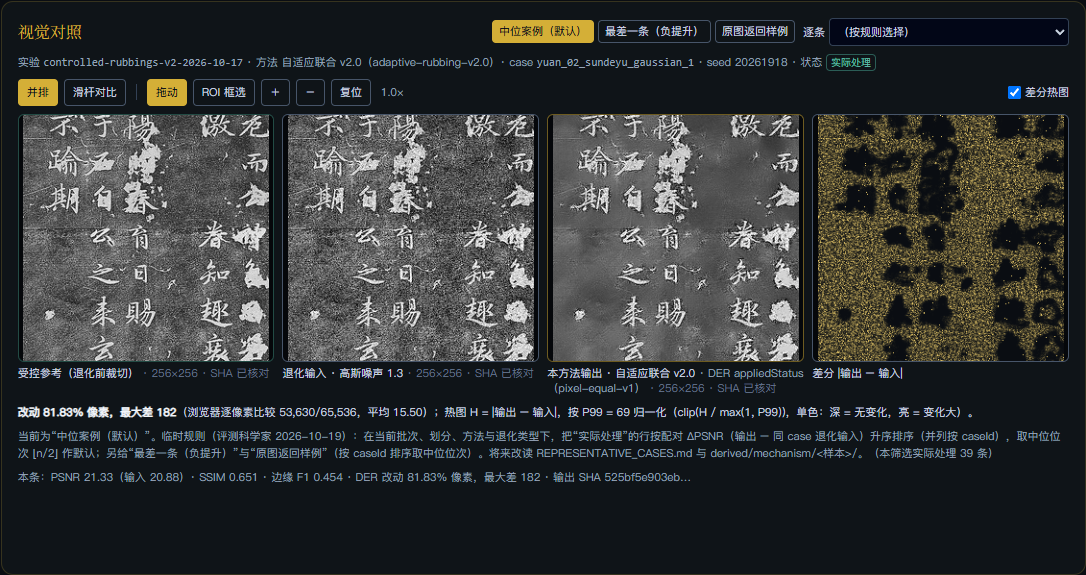 视觉对照
中位案例（默认） 最差一条（负提升） 原图返回样例 逐条 （按规则选择）
实验 controlled-rubbings-v2-2026-10-17 · 方法 自适应联合 v2.0（adaptive-rubbing-v2.0） · case yuan_02_sundeyu_gaussian_1 · seed 20261918 · 状态 实际处理
并排 滑杆对比 拖动 ROI 框选 + − 复位 1.0× 差分热图
受控参考（退化前裁切） · 256×256 · SHA 已核对
退化输入 · 高斯噪声 1.3 · 256×256 · SHA 已核对
本方法输出 · 自适应联合 v2.0 · DER appliedStatus
（pixel-equal-v1） · 256×256 · SHA 已核对
差分 |输出 − 输入|
改动 81.83% 像素，最大差 182（浏览器逐像素比较 53,630/65,536，平均 15.50）；热图 H = |输出 − 输入|，按 P99 = 69 归一化（clip(H / max(1, P99))，单色：深 = 无变化，亮 = 变化大）。
当前为“中位案例（默认）”。临时规则（评测科学家 2026-10-19）：在当前批次、划分、方法与退化类型下，把“实际处理”的行按配对 ΔPSNR（输出 − 同 case 退化输入）升序排序（并列按 caseId），取中位位
次 ⌊n/2⌋ 作默认；另给“最差一条（负提升）”与“原图返回样例”（按 caseId 排序取中位位次）。将来改读 REPRESENTATIVE_CASES.md 与 derived/mechanism/<样本>/。（本筛选实际处理 39 条）
本条：PSNR 21.33（输入 20.88） · SSIM 0.651 · 边缘 F1 0.454 · DER 改动 81.83% 像素，最大差 182 · 输出 SHA 525bf5e903eb…